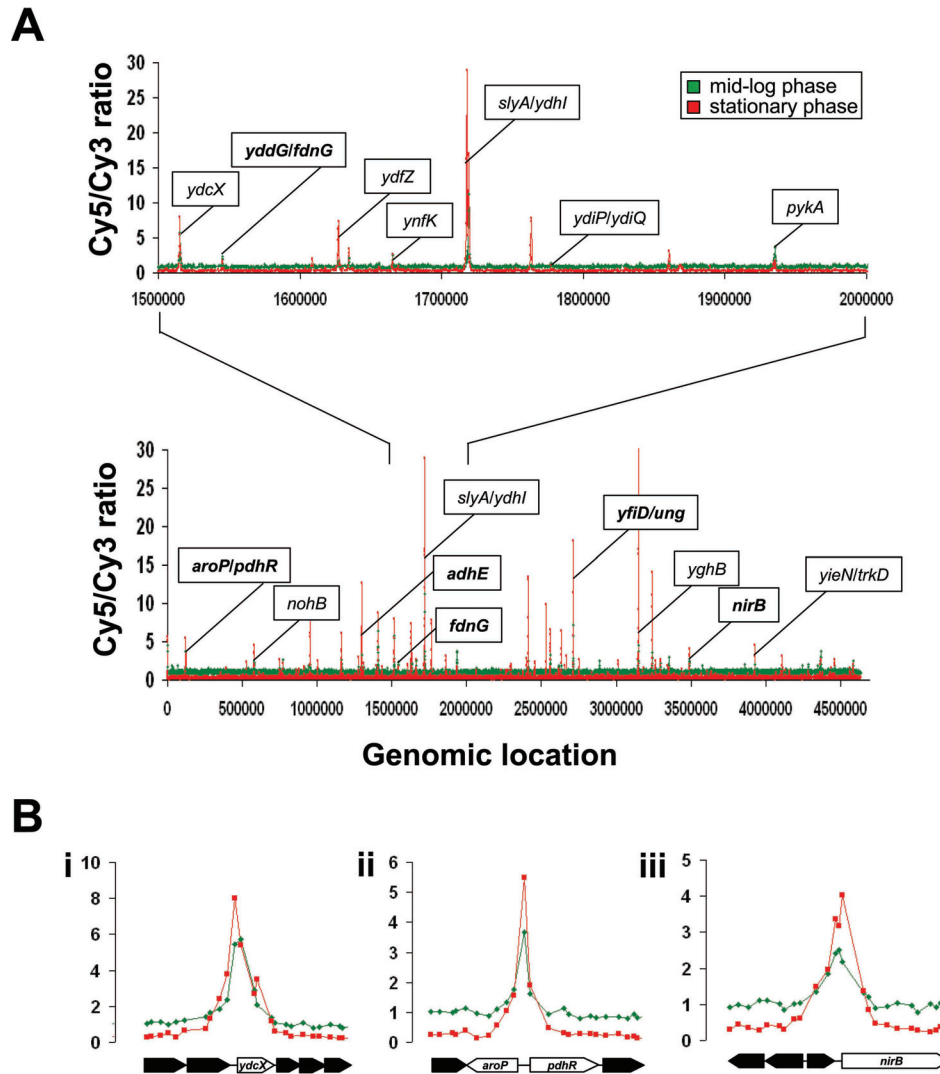 A
Cy5/Cy3 ratio
30
25
20
15
10
5
0
mid-log phase
stationary phase
slyA/ydhI
yddG/fdnG
ydcX
ydfZ
ynfK
ydiP/ydiQ
pykA
1500000 1600000 1700000 1800000 1900000 2000000
Cy5/Cy3 ratio
30
25
20
15
10
5
0
slyA/ydhI
yfiD/ung
aroP/pdhR
adhE
yghB
yieN/trkD
nohB
fdnG
nirB
0 500000 1000000 1500000 2000000 2500000 3000000 3500000 4000000 4500000
Genomic location
B
i
10
8
6
4
2
0
ydcX
ii
6
5
4
3
2
1
0
aroP pdhR
iii
5
4
3
2
1
0
nirB